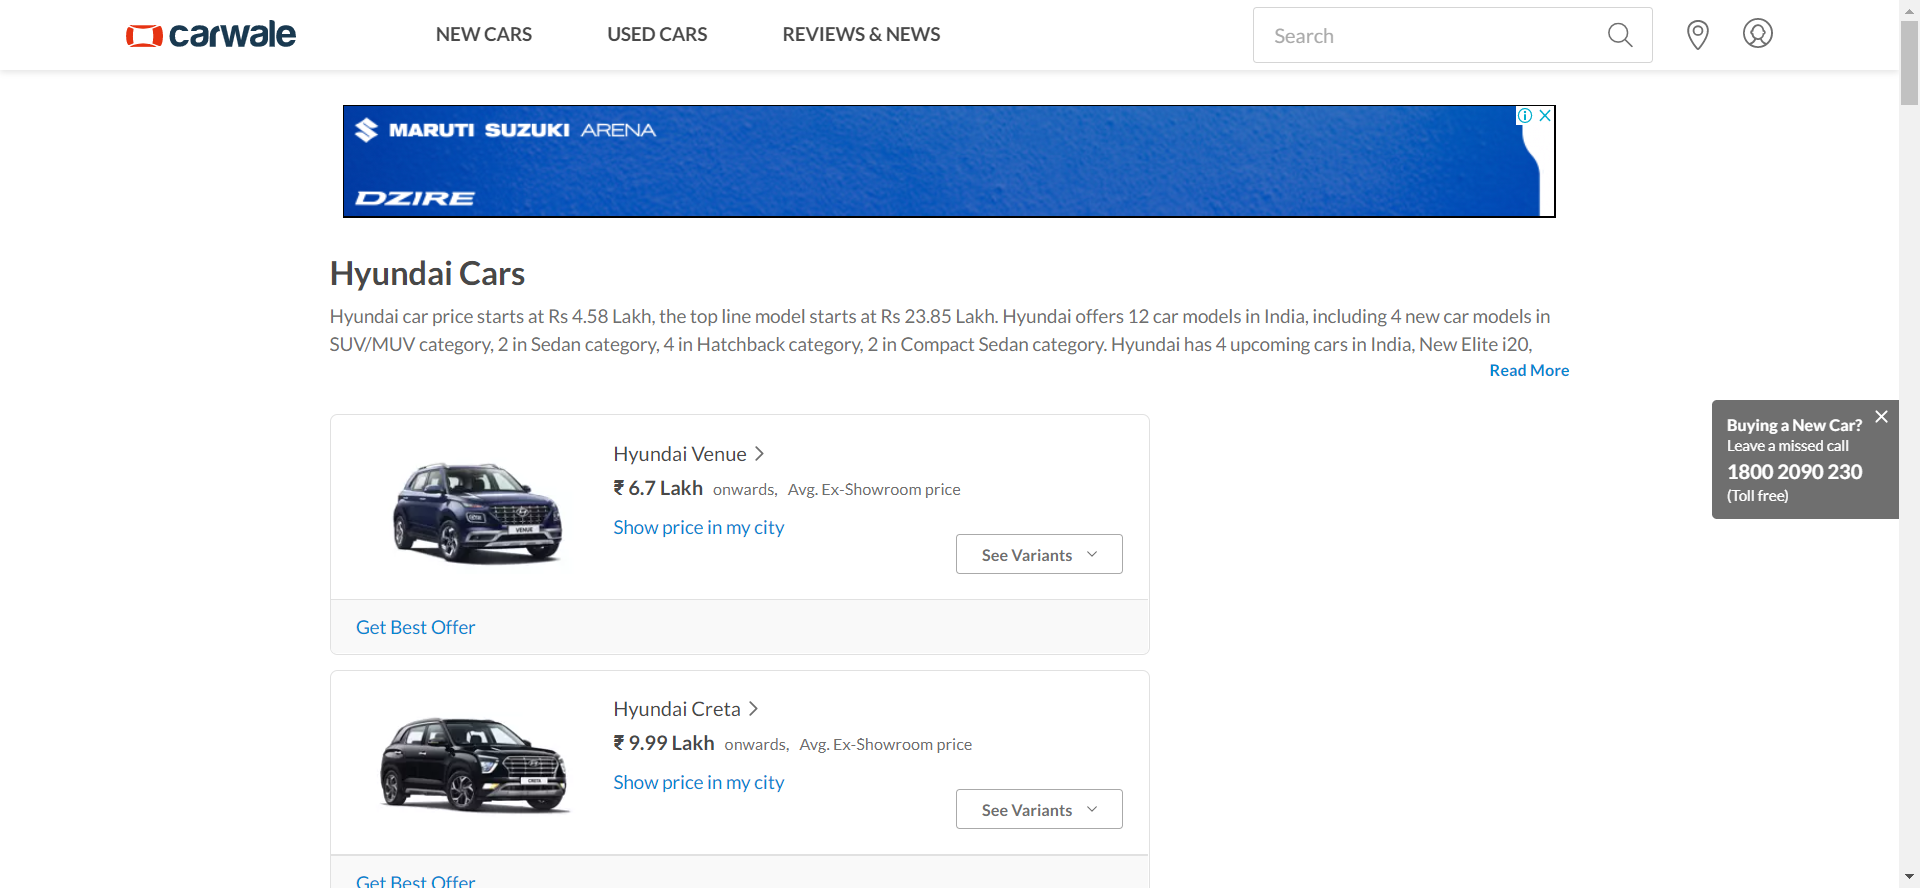 carwale
NEW CARS
USED CARS
REVIEWS & NEWS
Search
MARUTI SUZUKI ARENA
DZIRE
Hyundai Cars
Hyundai car price starts at Rs 4.58 Lakh, the top line model starts at Rs 23.85 Lakh. Hyundai offers 12 car models in India, including 4 new car models in
SUV/MUV category, 2 in Sedan category, 4 in Hatchback category, 2 in Compact Sedan category. Hyundai has 4 upcoming cars in India, New Elite i20,
Read More
Buying a New Car?
Leave a missed call
1800 2090 230
(Toll free)
VENUE
Hyundai Venue
₹ 6.7 Lakh onwards, Avg. Ex-Showroom price
Show price in my city
See Variants
Get Best Offer
CRETA
Hyundai Creta
₹ 9.99 Lakh onwards, Avg. Ex-Showroom price
Show price in my city
See Variants
Get Best Offer